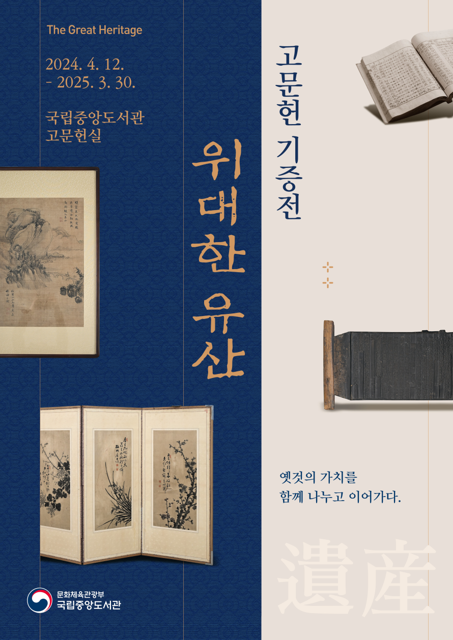 The Great Heritage
2024. 4. 12.
- 2025. 3. 30.
국립중앙도서관
고문헌실
고문헌 기증전
위대한 유산
옛것의 가치를
함께 나누고 이어가다.
遺産
문화체육관광부
국립중앙도서관